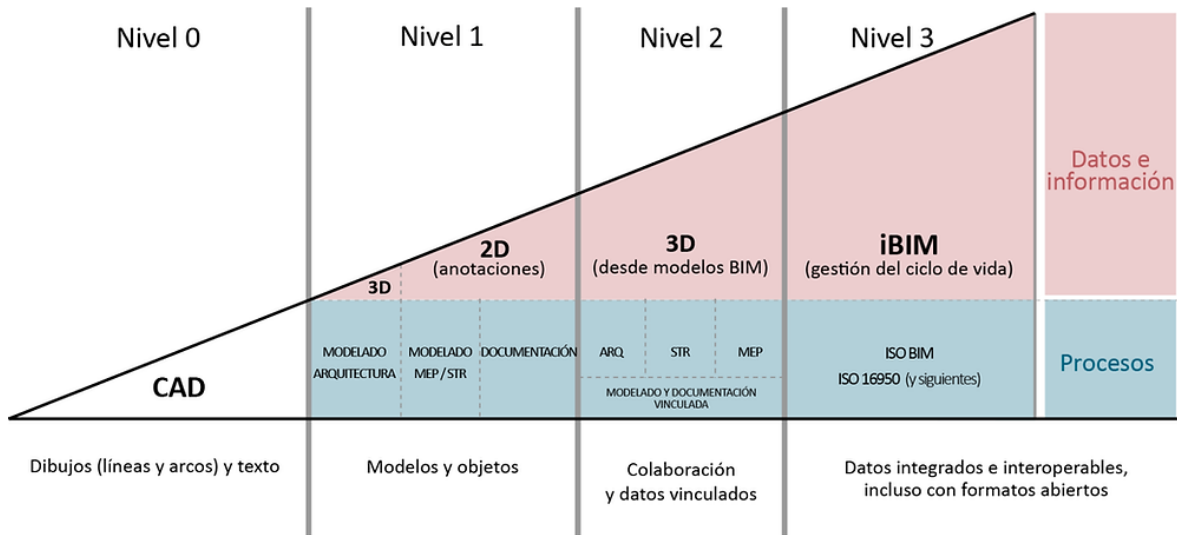 Nivel 0
Nivel 1
Nivel 2
Nivel 3
Datos e
información
2D
(anotaciones)
3D
3D
(desde modelos BIM)
iBIM
(gestión del ciclo de vida)
CAD
MODELADO
ARQUITECTURA
MODELADO
MEP / STR
DOCUMENTACIÓN
ARQ
STR
MEP
MODELADO Y DOCUMENTACIÓN
VINCULADA
ISO BIM
ISO 16950 (y siguientes)
Procesos
Dibujos (líneas y arcos) y texto
Modelos y objetos
Colaboración
y datos vinculados
Datos integrados e interoperables,
incluso con formatos abiertos